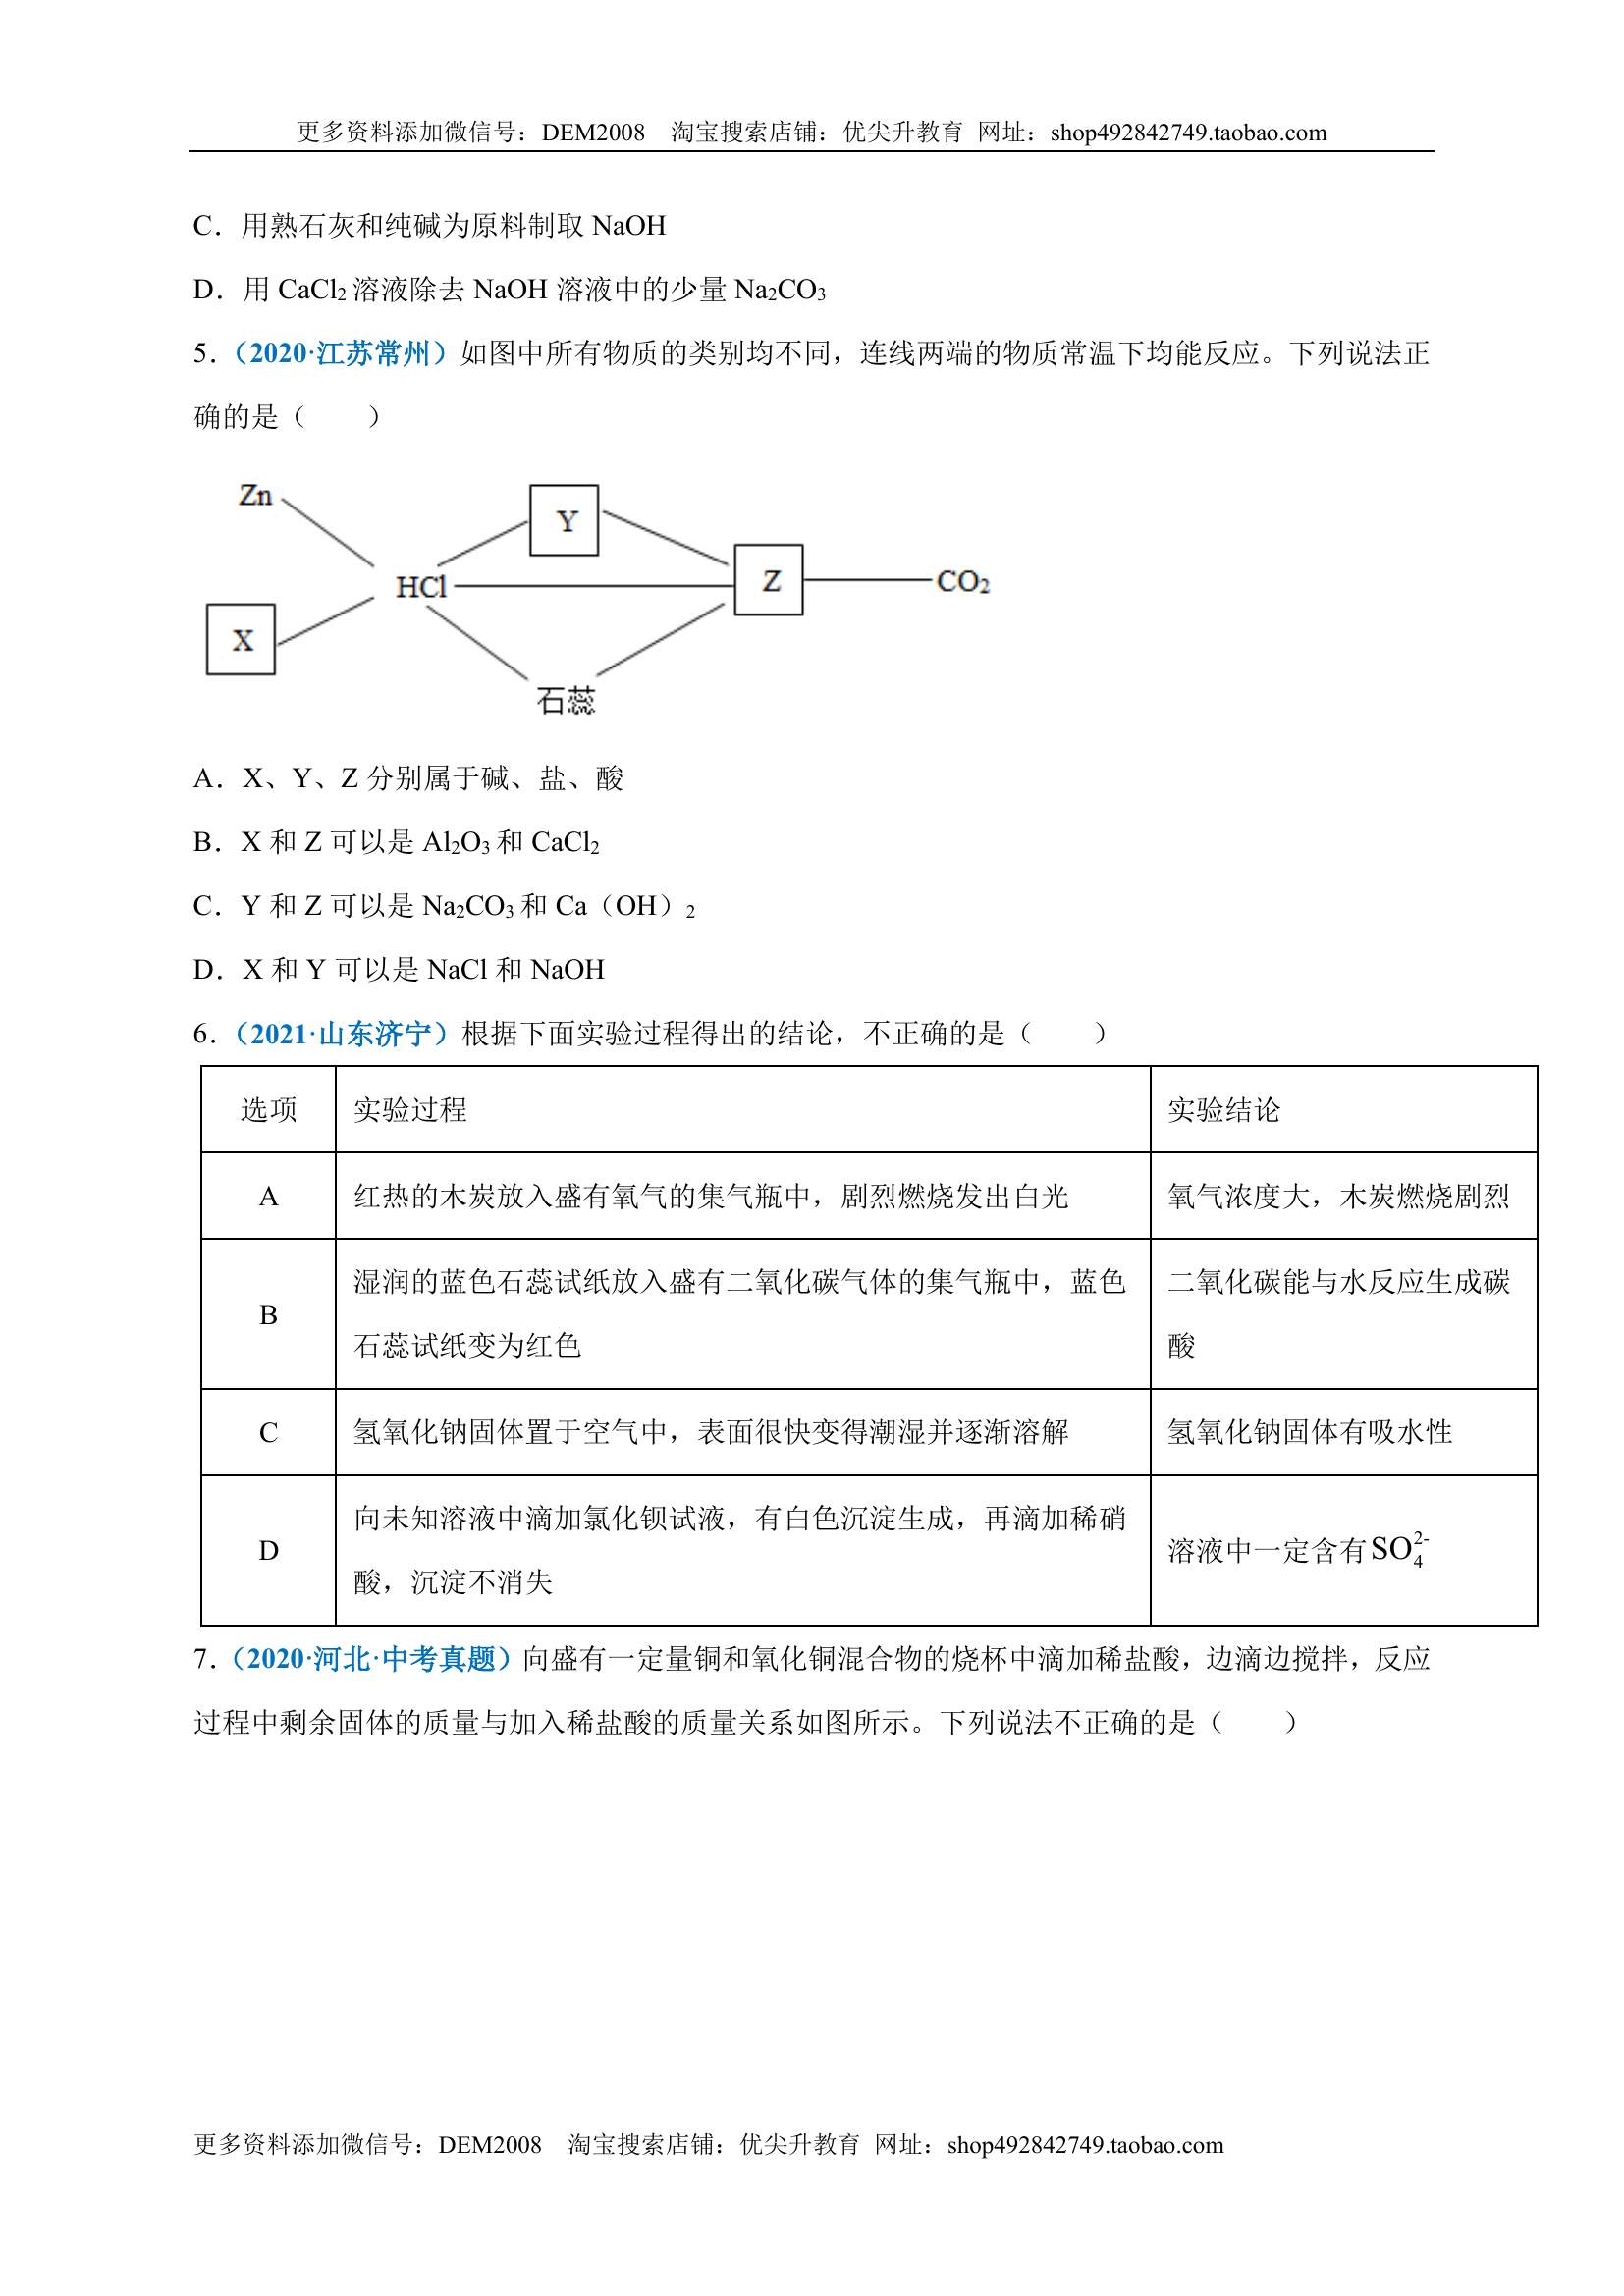 更多资料添加微信号：DEM2008　淘宝搜索店铺：优尖升教育 网址：shop492842749.taobao.com
C．用熟石灰和纯碱为原料制取 NaOH
D．用 CaCl₂ 溶液除去 NaOH 溶液中的少量 Na₂CO₃
5．（2020·江苏常州）如图中所有物质的类别均不同，连线两端的物质常温下均能反应。下列说法正
确的是（　　）
Zn
Y
HCl
Z
CO₂
X
石蕊
A．X、Y、Z 分别属于碱、盐、酸
B．X 和 Z 可以是 Al₂O₃ 和 CaCl₂
C．Y 和 Z 可以是 Na₂CO₃ 和 Ca（OH）₂
D．X 和 Y 可以是 NaCl 和 NaOH
6．（2021·山东济宁）根据下面实验过程得出的结论，不正确的是（　　）
选项 实验过程 实验结论
A 红热的木炭放入盛有氧气的集气瓶中，剧烈燃烧发出白光 氧气浓度大，木炭燃烧剧烈
B 湿润的蓝色石蕊试纸放入盛有二氧化碳气体的集气瓶中，蓝色 二氧化碳能与水反应生成碳
石蕊试纸变为红色 酸
C 氢氧化钠固体置于空气中，表面很快变得潮湿并逐渐溶解 氢氧化钠固体有吸水性
D 向未知溶液中滴加氯化钡试液，有白色沉淀生成，再滴加稀硝 溶液中一定含有 SO₄²⁻
酸，沉淀不消失
7．（2020·河北·中考真题）向盛有一定量铜和氧化铜混合物的烧杯中滴加稀盐酸，边滴边搅拌，反应
过程中剩余固体的质量与加入稀盐酸的质量关系如图所示。下列说法不正确的是（　　）
更多资料添加微信号：DEM2008　淘宝搜索店铺：优尖升教育 网址：shop492842749.taobao.com